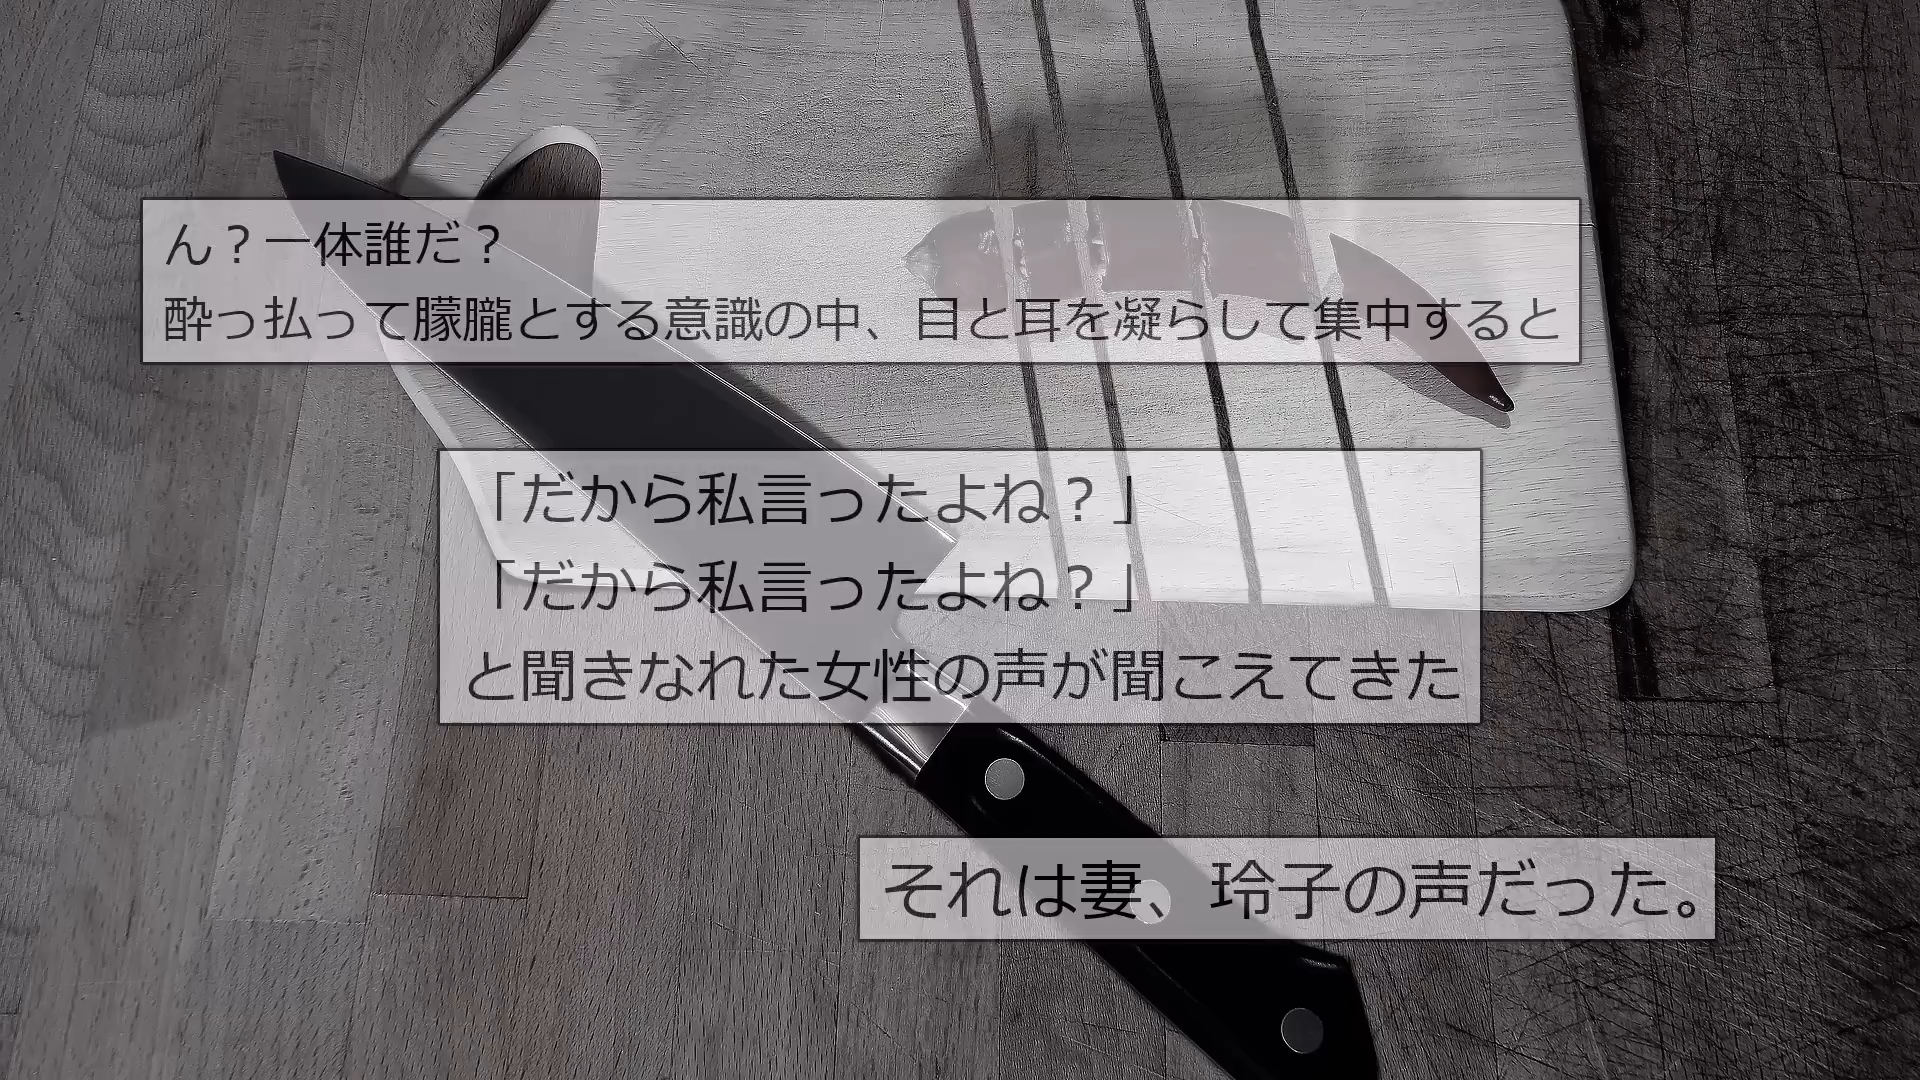 ん？一体誰だ？
酔っ払って朦朧とする意識の中、目と耳を凝らして集中すると
「だから私言ったよね？」
「だから私言ったよね？」
と聞きなれた女性の声が聞こえてきた
それは妻、玲子の声だった。